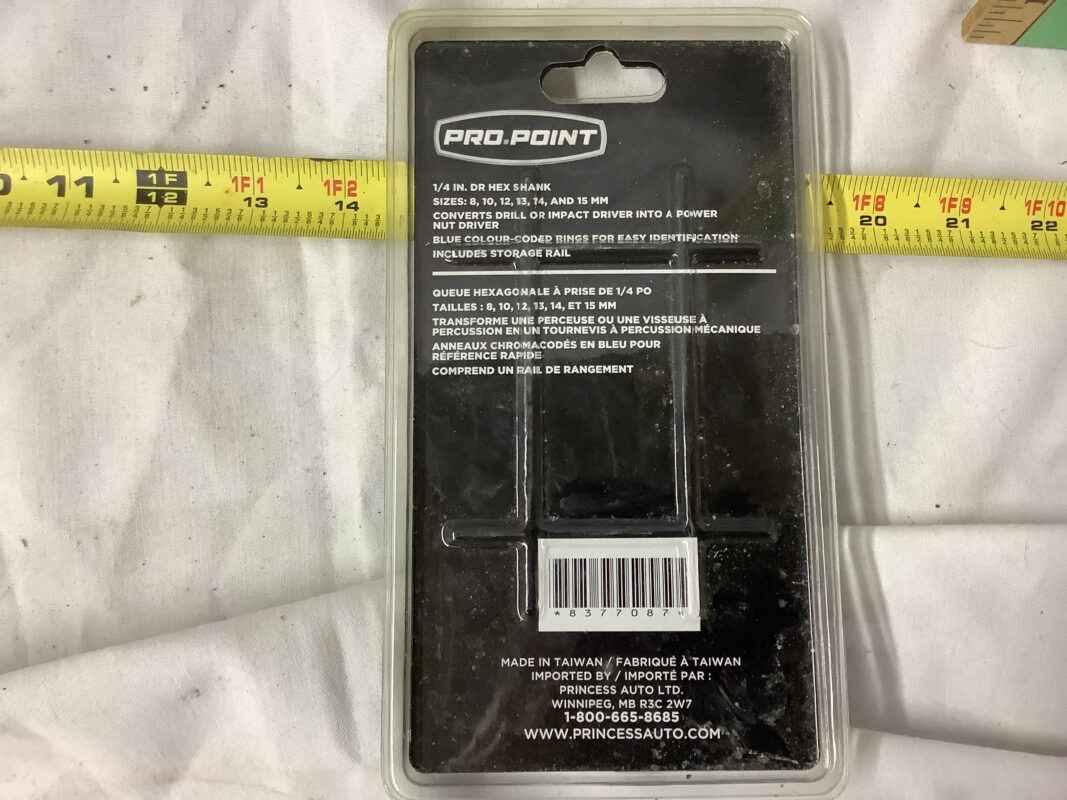 PRO.POINT
11 1F 12 1F1 13 1F2 14
1F8 20 1F9 21 1F10 22
1/4 IN. DR HEX SHANK
SIZES: 8, 10, 12, 13, 14, AND 15 MM
CONVERTS DRILL OR IMPACT DRIVER INTO A POWER
NUT DRIVER
BLUE COLOUR-CODED RINGS FOR EASY IDENTIFICATION
INCLUDES STORAGE RAIL
QUEUE HEXAGONALE À PRISE DE 1/4 PO
TAILLES : 8, 10, 12, 13, 14, ET 15 MM
TRANSFORME UNE PERCEUSE OU UNE VISSEUSE À
PERCUSSION EN UN TOURNEVIS À PERCUSSION MÉCANIQUE
ANNEAUX CHROMACODÉS EN BLEU POUR
RÉFÉRENCE RAPIDE
COMPREND UN RAIL DE RANGEMENT
*8377087*
MADE IN TAIWAN / FABRIQUÉ À TAIWAN
IMPORTED BY / IMPORTÉ PAR :
PRINCESS AUTO LTD.
WINNIPEG, MB R3C 2W7
1-800-665-8685
WWW.PRINCESSAUTO.COM